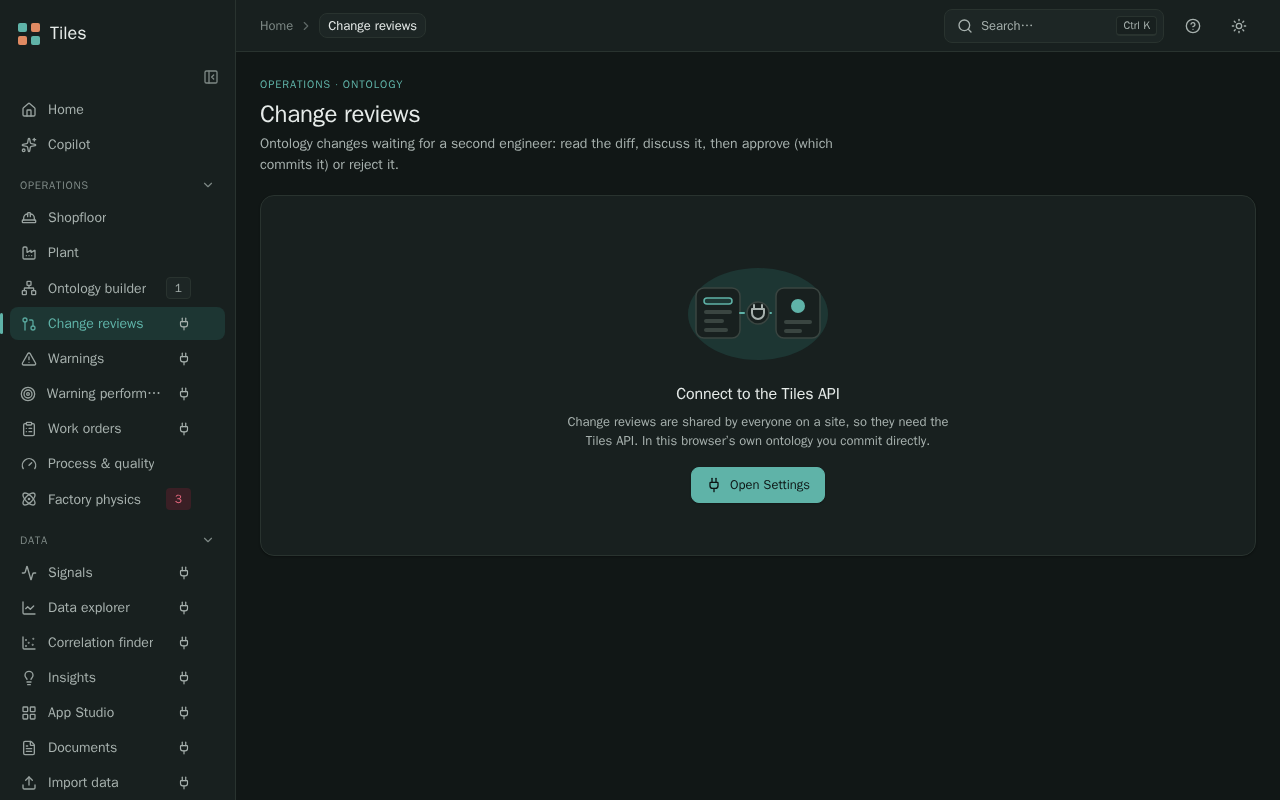 Tiles
Home
Copilot
OPERATIONS
Shopfloor
Plant
Ontology builder 1
Change reviews
Warnings
Warning perform···
Work orders
Process & quality
Factory physics 3
DATA
Signals
Data explorer
Correlation finder
Insights
App Studio
Documents
Import data
Home Change reviews
Search··· Ctrl K
OPERATIONS · ONTOLOGY
Change reviews
Ontology changes waiting for a second engineer: read the diff, discuss it, then approve (which
commits it) or reject it.
Connect to the Tiles API
Change reviews are shared by everyone on a site, so they need the
Tiles API. In this browser's own ontology you commit directly.
Open Settings